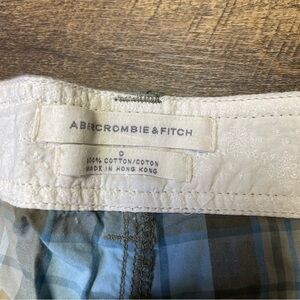 ABERCROMBIE & FITCH
0
100% COTTON/COTON
MADE IN HONG KONG